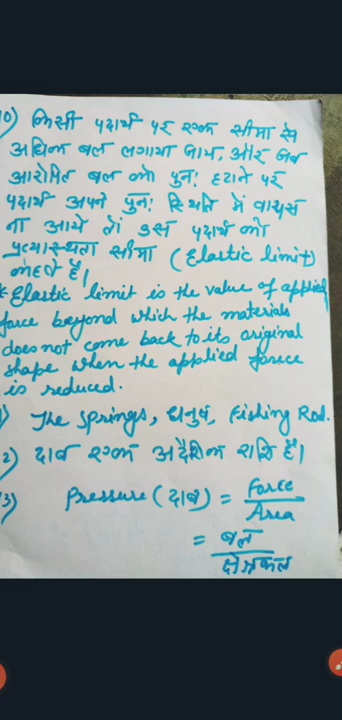 10) किसी पदार्थ पर एक सीमा से
अधिक बल लगाया जाय, और जब
आरोपित बल को पुनः हटाने पर
पदार्थ अपने पुनः स्थिति में वापस
ना आये तो उस पदार्थ को
प्रत्यास्थता सीमा (Elastic limit)
कहते हैं।
* Elastic limit is the value of applied
force beyond which the materials
does not come back to its original
shape when the applied force
is reduced.
1) The Springs, धनुष, Fishing Rod.
2) दाब एक अदैशिक राशि हैं।
3) Pressure (दाब) = Force
Area
= बल
क्षेत्रफल